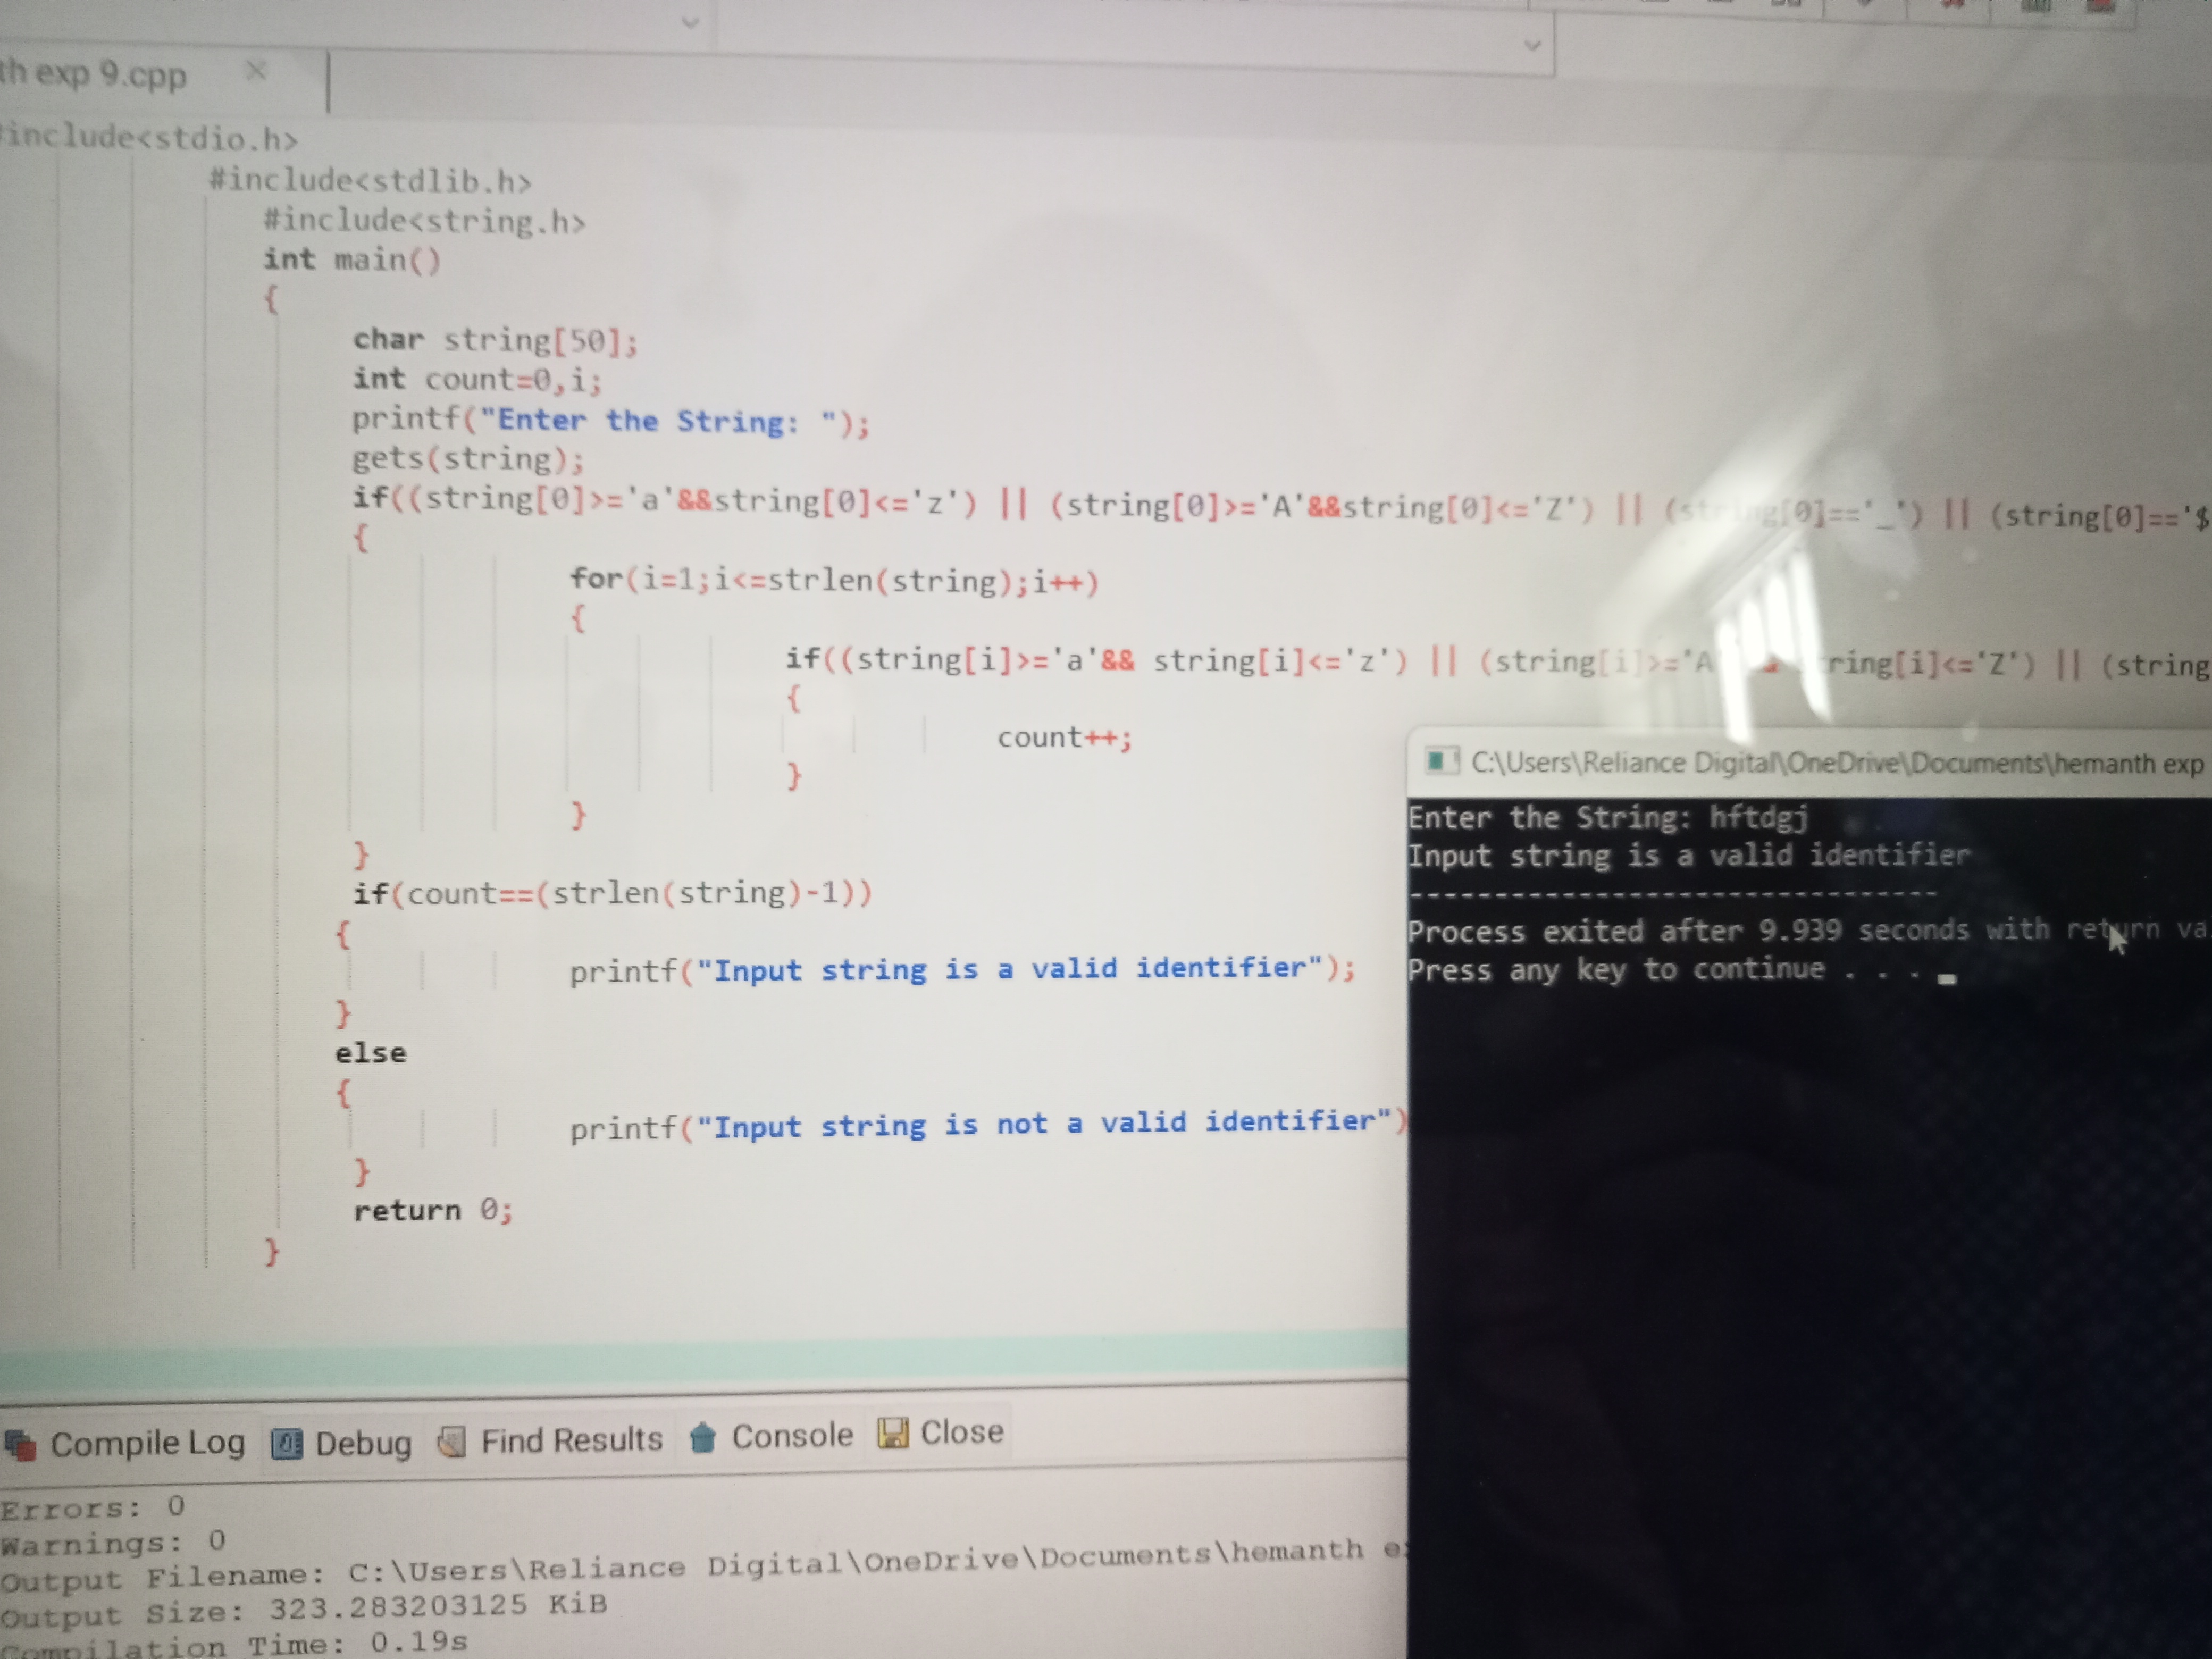 th exp 9.cpp
#include<stdio.h>
#include<stdlib.h>
#include<string.h>
int main()
{
char string[50];
int count=0,i;
printf("Enter the String: ");
gets(string);
if((string[0]>='a'&&string[0]<='z') || (string[0]>='A'&&string[0]<='Z') || (string[0]=='_') || (string[0]=='$
{
for(i=1;i<=strlen(string);i++)
{
if((string[i]>='a'&& string[i]<='z') || (string[i]>='A ring[i]<='Z') || (string
{
count++;
}
}
}
if(count==(strlen(string)-1))
{
printf("Input string is a valid identifier");
}
else
{
printf("Input string is not a valid identifier")
}
return 0;
}
C:\Users\Reliance Digital\OneDrive\Documents\hemanth exp
Enter the String: hftdgj
Input string is a valid identifier
--------------------------------
Process exited after 9.939 seconds with return va
Press any key to continue . . .
Compile Log Debug Find Results Console Close
Errors: 0
Warnings: 0
Output Filename: C:\Users\Reliance Digital\OneDrive\Documents\hemanth e
Output Size: 323.283203125 KiB
Compilation Time: 0.19s